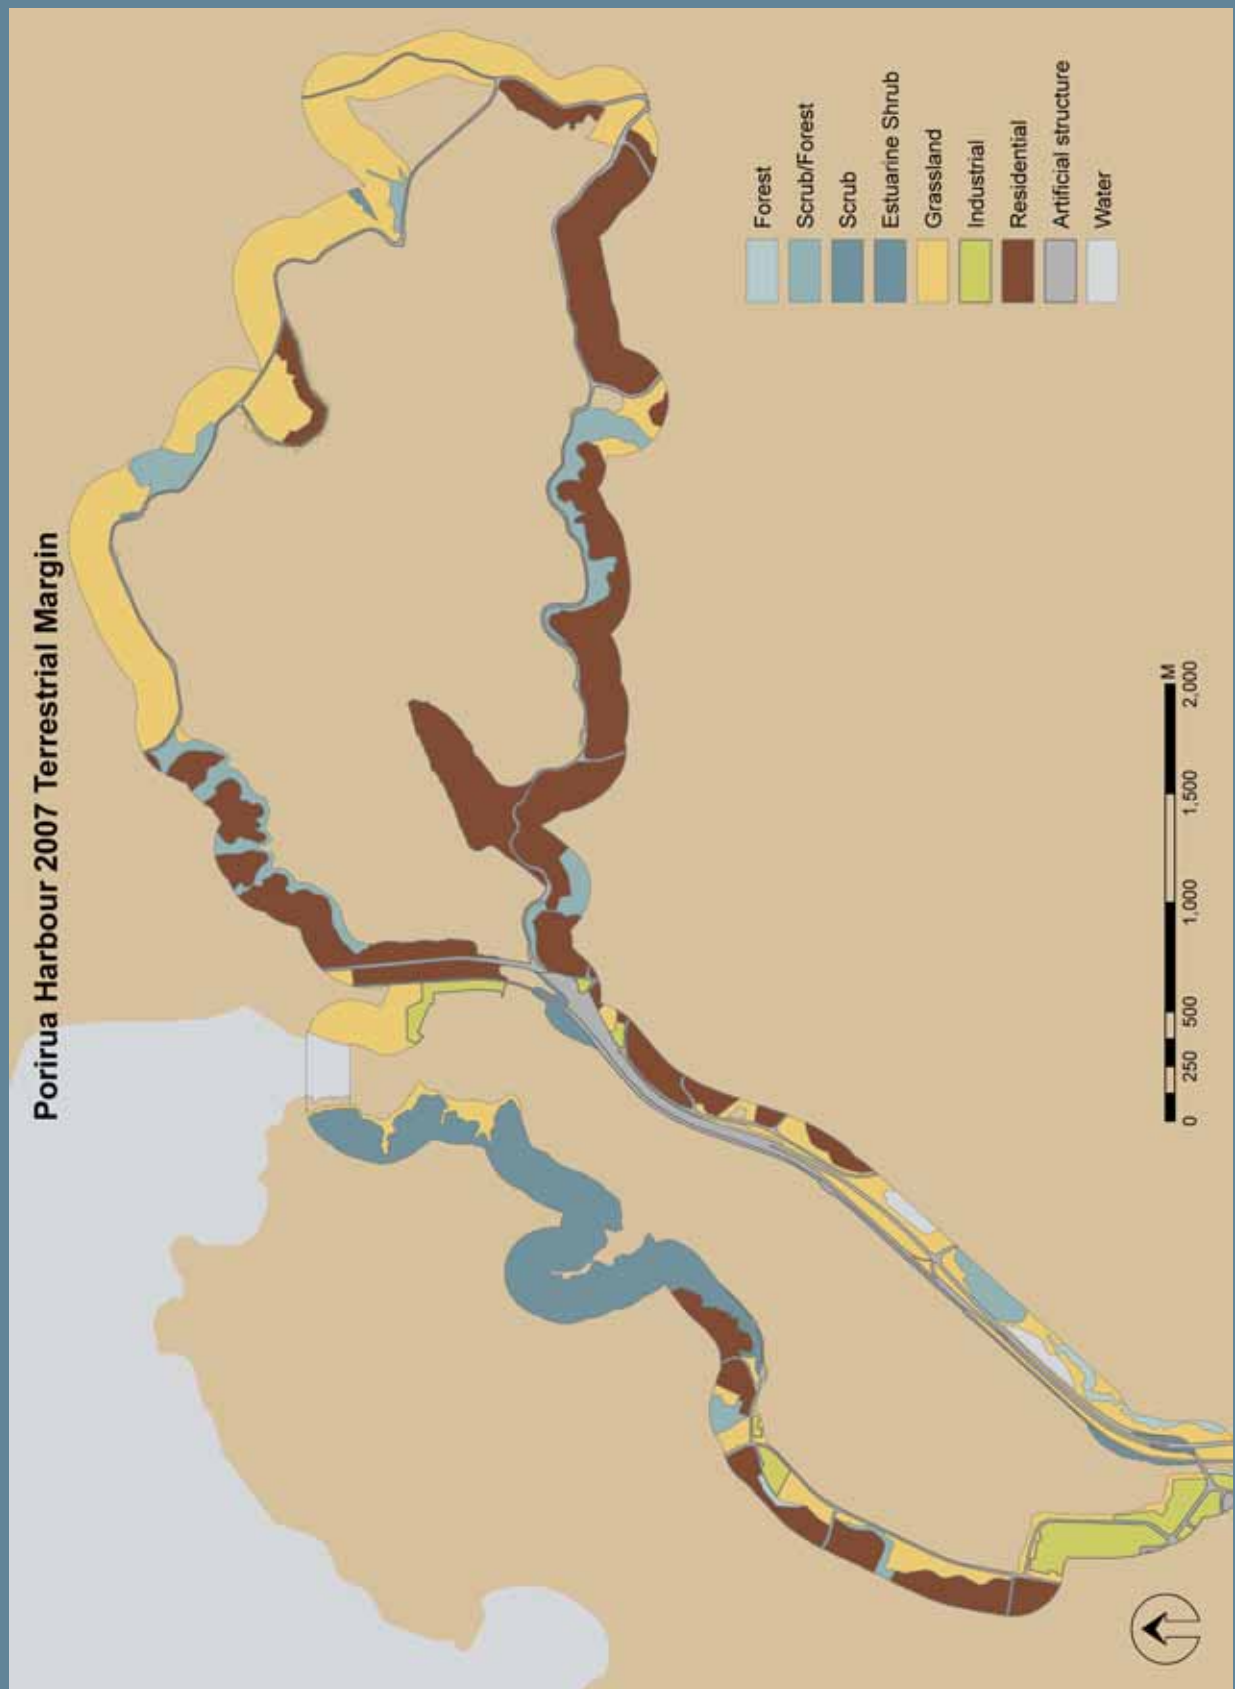 Porirua Harbour 2007 Terrestrial Margin
Forest
Scrub/Forest
Scrub
Estuarine Shrub
Grassland
Industrial
Residential
Artificial structure
Water
0 250 500 1,000 1,500 2,000
M